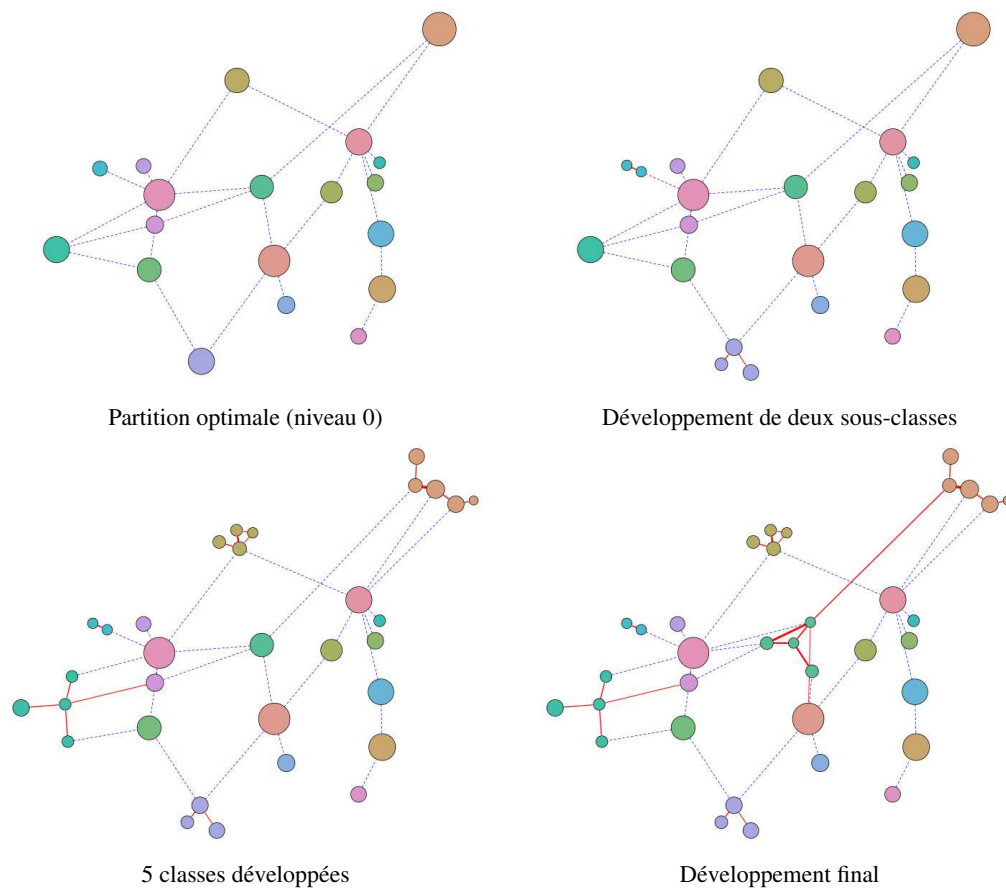 Partition optimale (niveau 0)
Développement de deux sous-classes
5 classes développées
Développement final